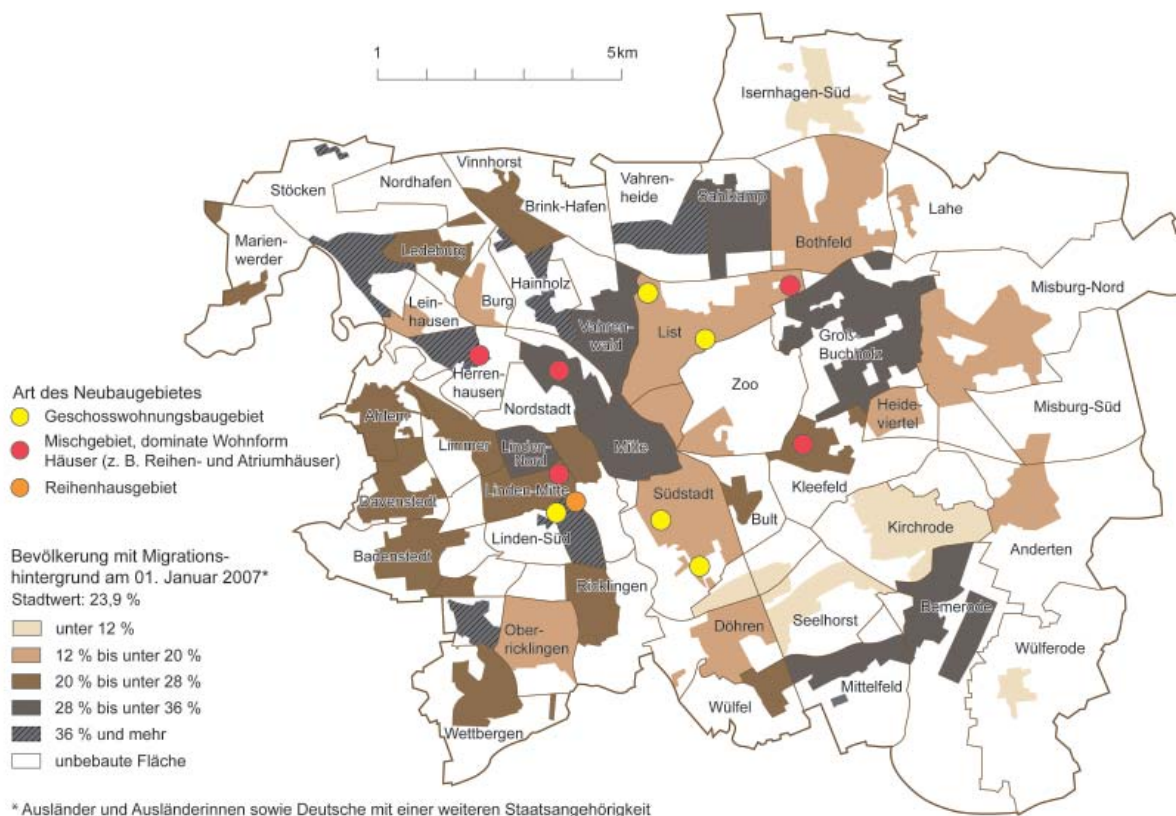 1
5km
Isernhagen-Süd
Vinnhorst
Stöcken
Nordhafen
Vahren-
heide
Sahlkamp
Brink-Hafen
Lahe
Marien-
werder
Ledeburg
Bothfeld
Hainholz
Misburg-Nord
Lein-
hausen
Burg
Vahren-
wald
List
Groß-
Buchholz
Herren-
hausen
Zoo
Nordstadt
Heide-
viertel
Misburg-Süd
Ahlem
Limmer
Linden-
Nord
Mitte
Kleefeld
Linden-Mitte
Südstadt
Davenstedt
Bult
Kirchrode
Linden-Süd
Badenstedt
Anderten
Ricklingen
Bemerode
Ober-
ricklingen
Döhren
Seelhorst
Wülferode
Mittelfeld
Wülfel
Wettbergen
Art des Neubaugebietes
Geschosswohnungsbaugebiet
Mischgebiet, dominate Wohnform
Häuser (z. B. Reihen- und Atriumhäuser)
Reihenhausgebiet
Bevölkerung mit Migrations-
hintergrund am 01. Januar 2007*
Stadtwert: 23,9 %
unter 12 %
12 % bis unter 20 %
20 % bis unter 28 %
28 % bis unter 36 %
36 % und mehr
unbebaute Fläche
* Ausländer und Ausländerinnen sowie Deutsche mit einer weiteren Staatsangehörigkeit